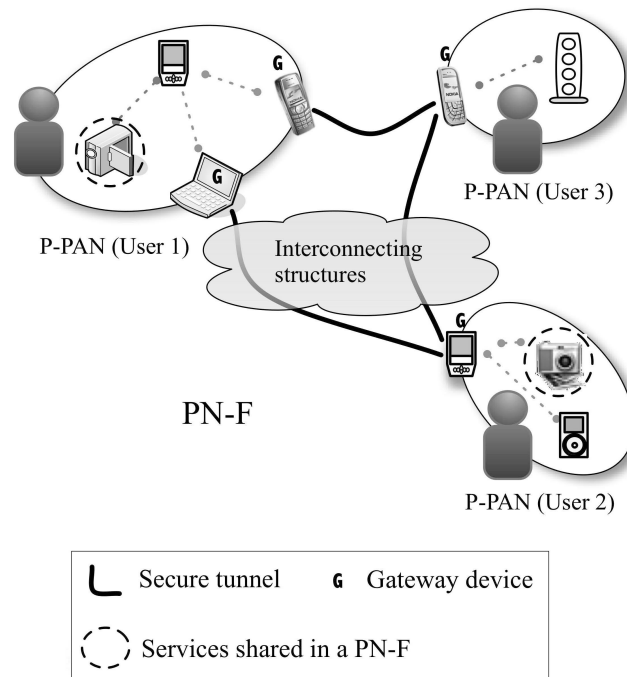 G
G
P-PAN (User 3)
G
P-PAN (User 1)
Interconnecting
structures
G
PN-F
P-PAN (User 2)
Secure tunnel
G Gateway device
Services shared in a PN-F